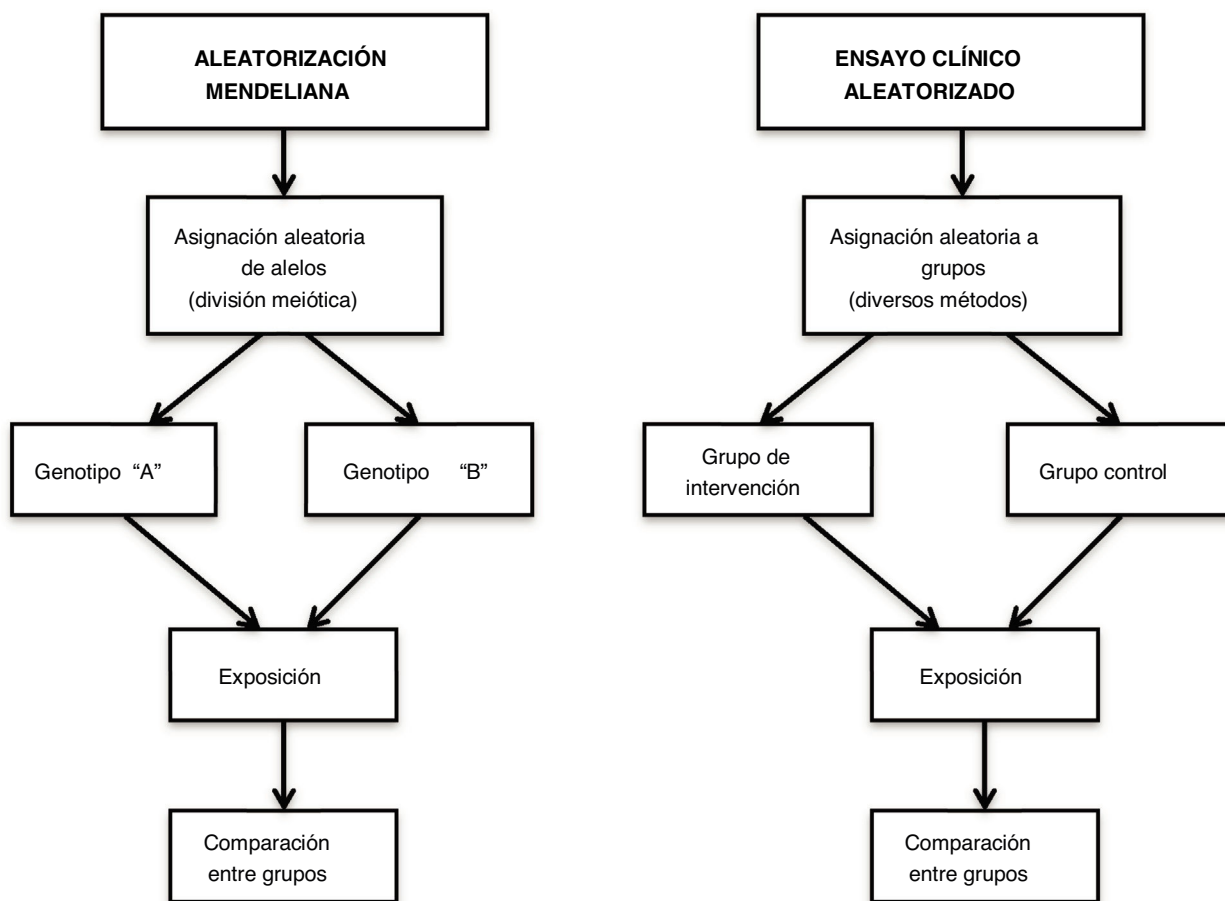 ALEATORIZACIÓN
MENDELIANA
Asignación aleatoria
de alelos
(división meiótica)
Genotipo “A”
Genotipo “B”
Exposición
Comparación
entre grupos
ENSAYO CLÍNICO
ALEATORIZADO
Asignación aleatoria a
grupos
(diversos métodos)
Grupo de
intervención
Grupo control
Exposición
Comparación
entre grupos